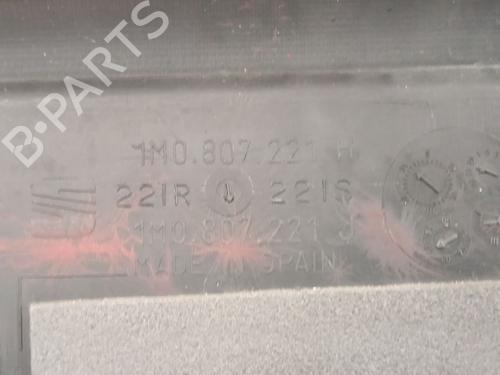 B-PARTS
1M0.807.221 H
221R 221S
1M0.807.221 J
MADE IN SPAIN